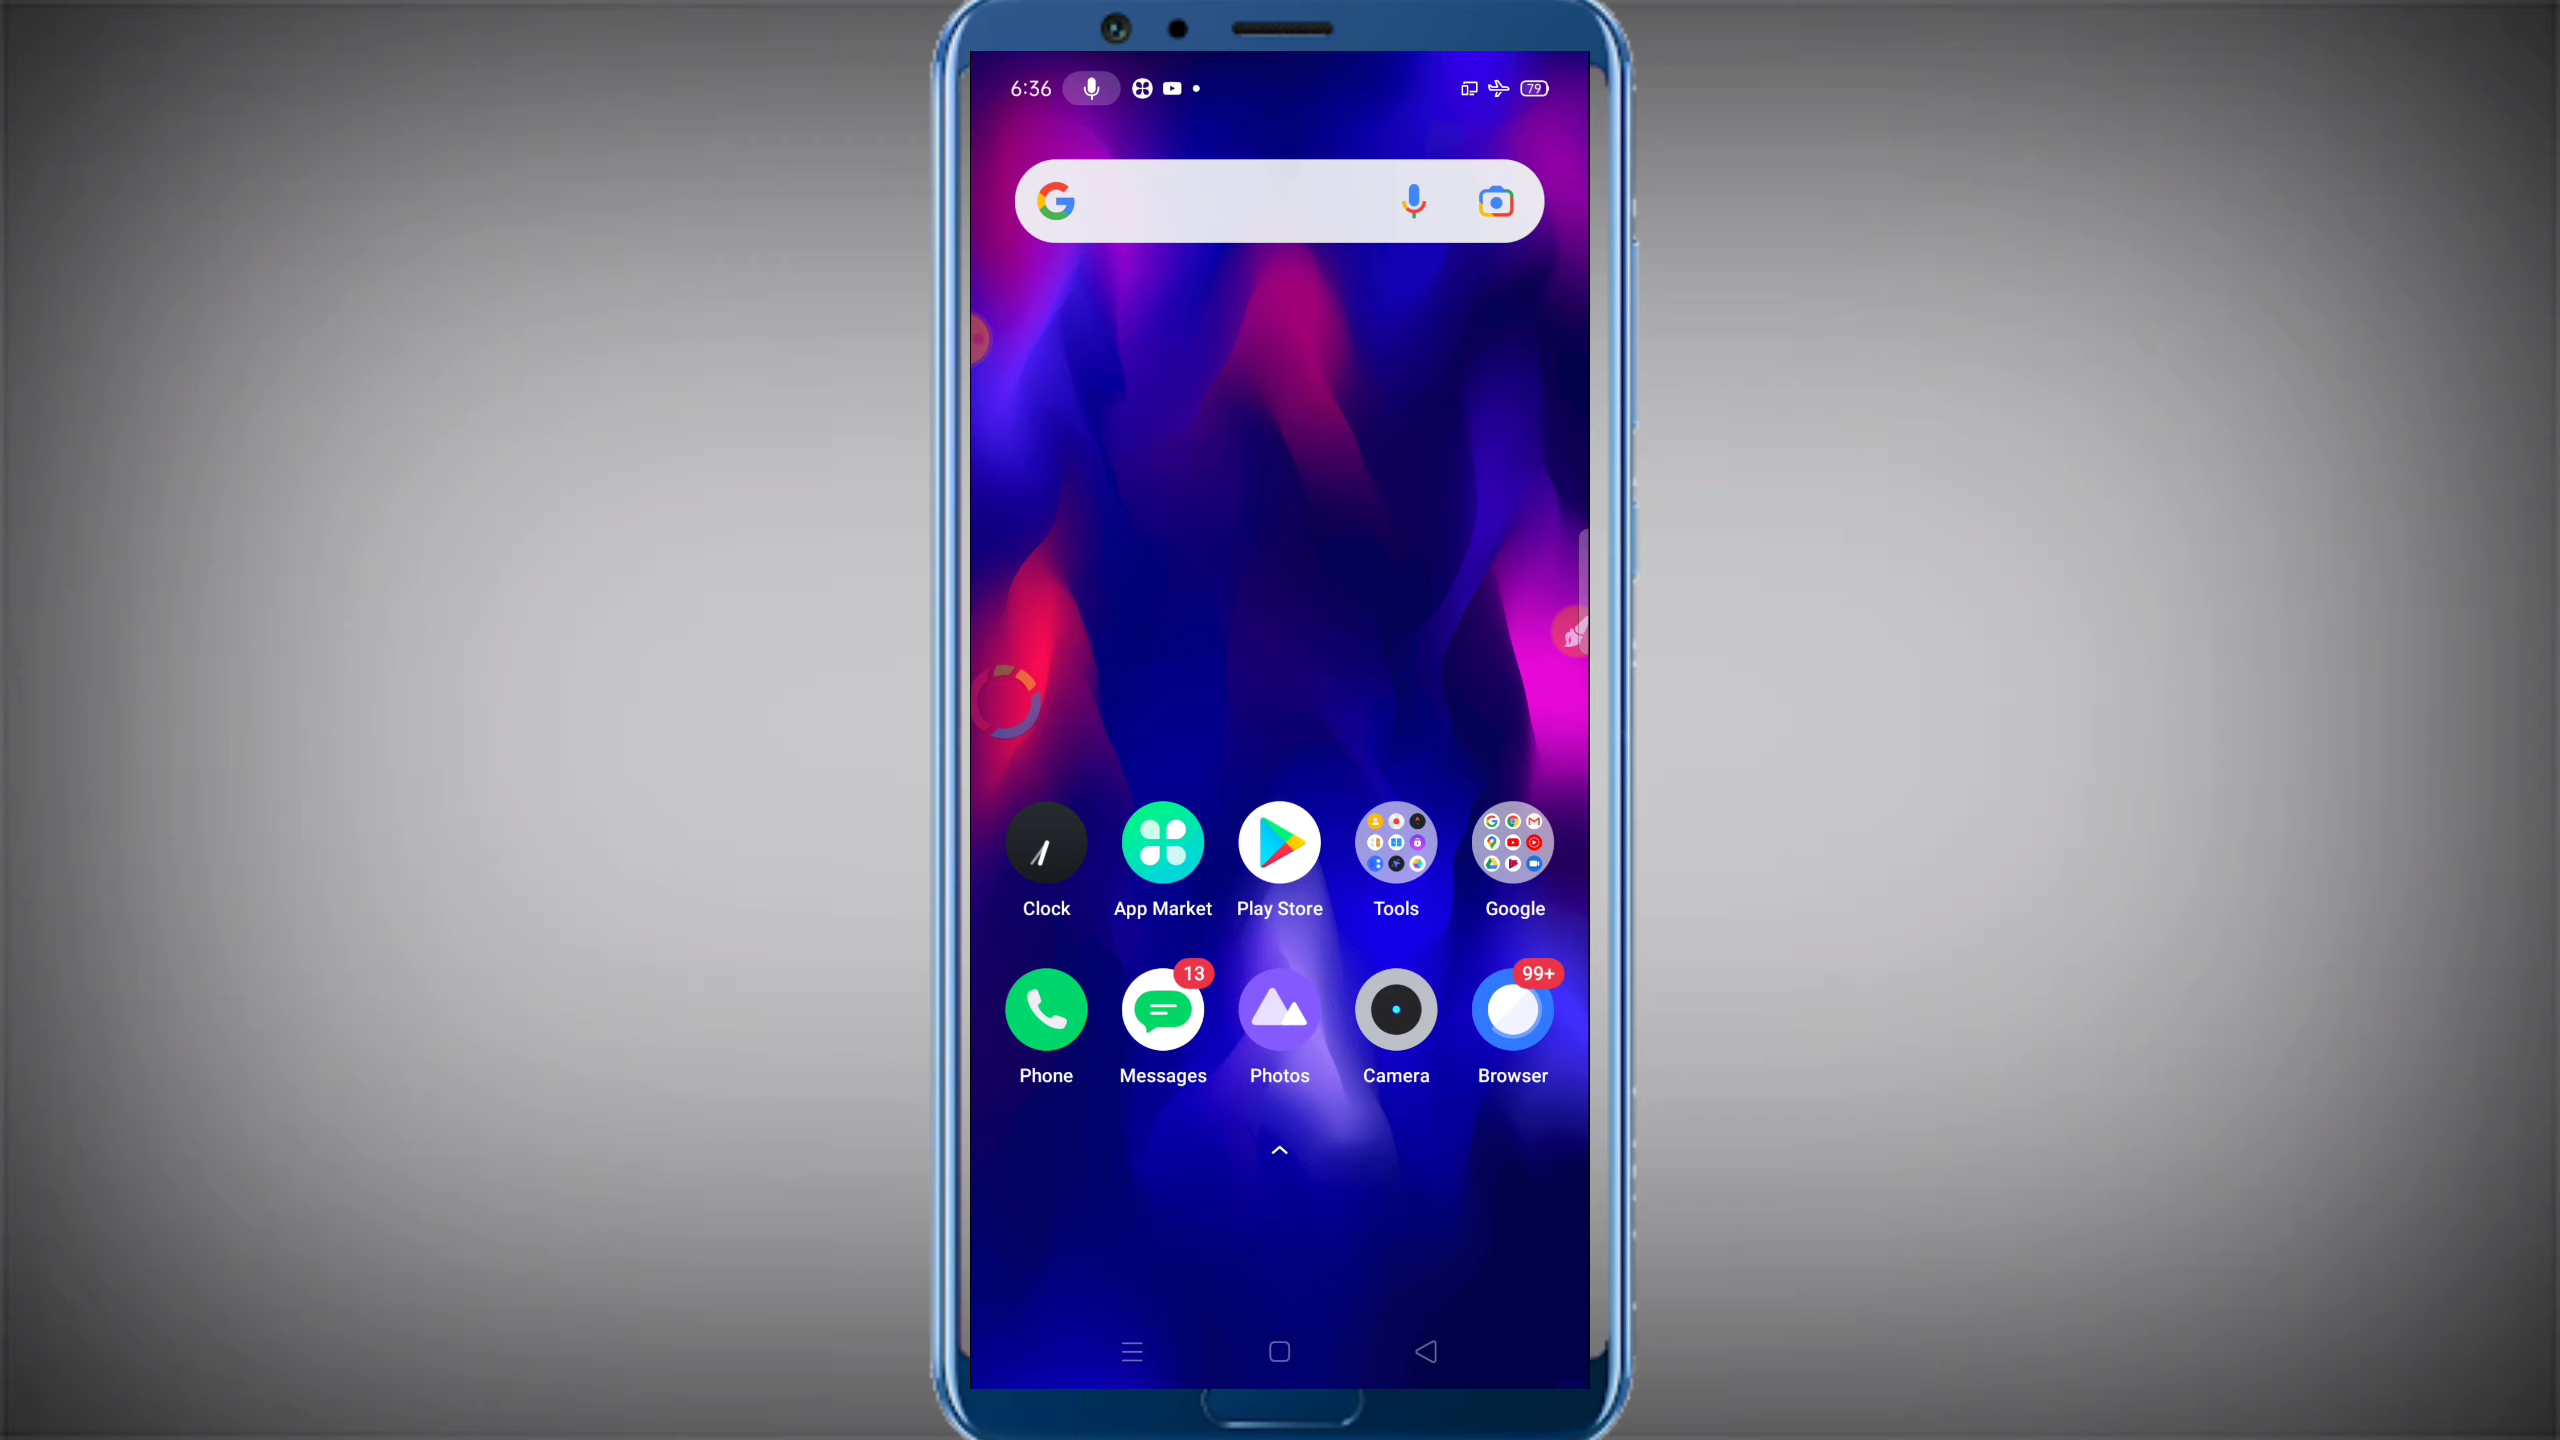 6:36 79
Clock App Market Play Store Tools Google
13 99+
Phone Messages Photos Camera Browser